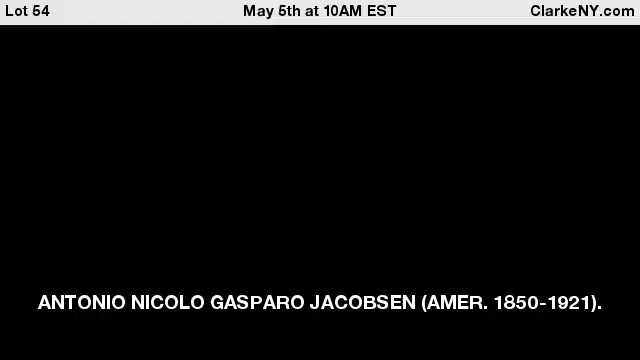 Lot 54 May 5th at 10AM EST ClarkeNY.com
ANTONIO NICOLO GASPARO JACOBSEN (AMER. 1850-1921).